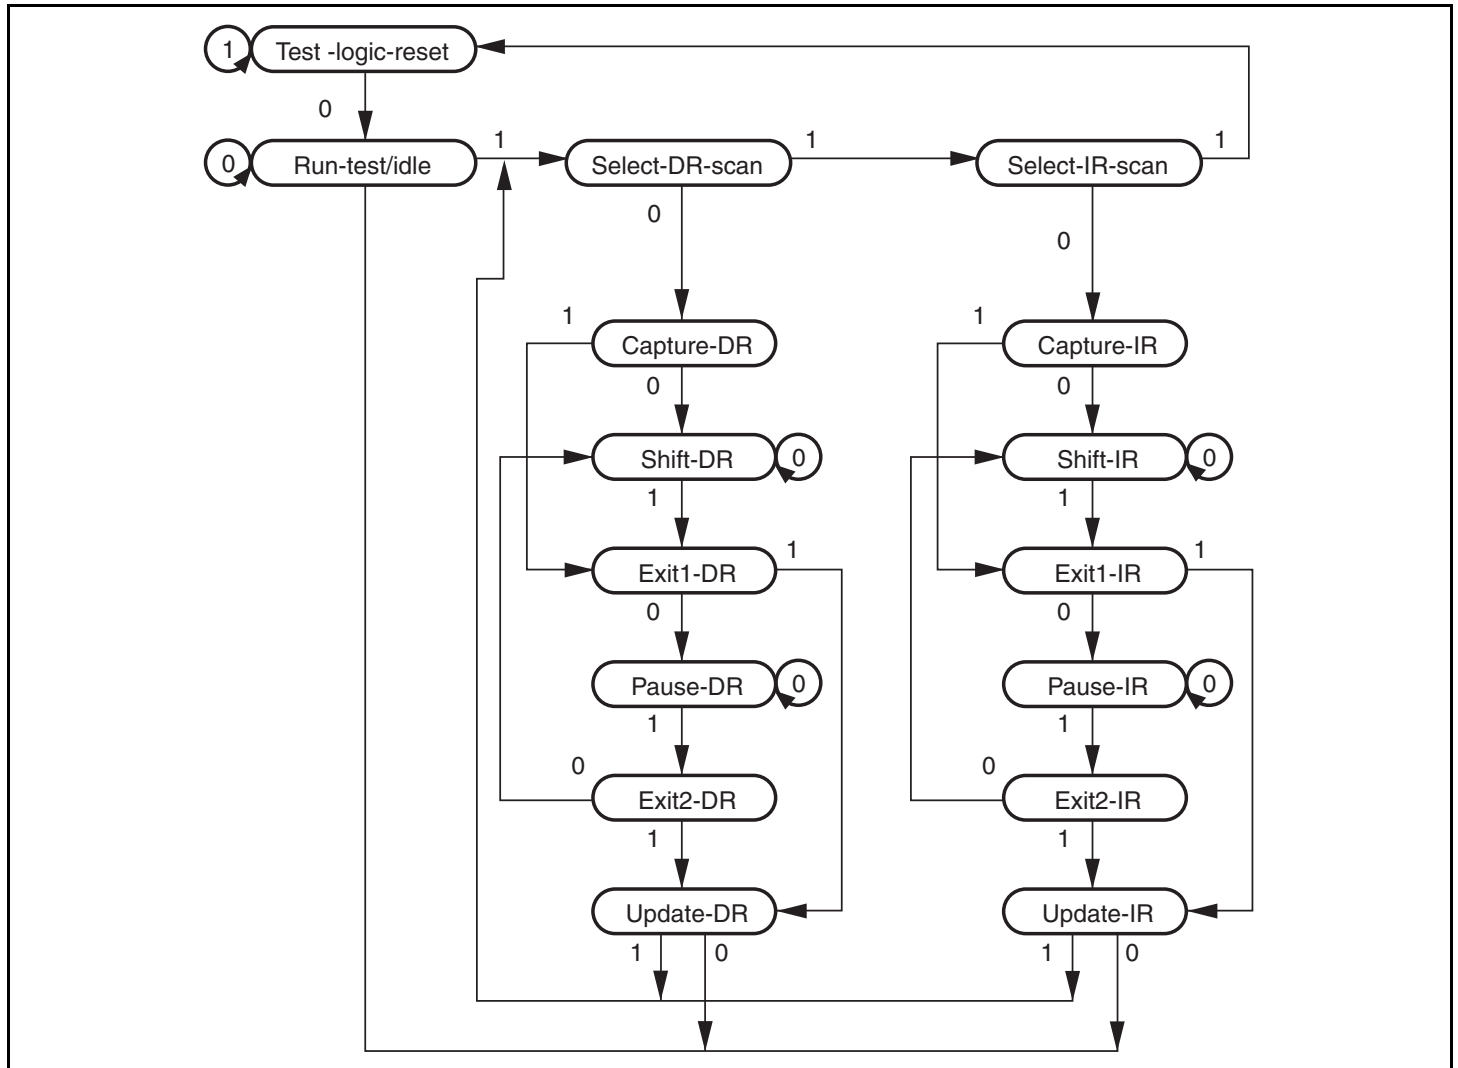 1 Test -logic-reset
0
0 Run-test/idle 1 Select-DR-scan 1 Select-IR-scan 1
0 0
1 Capture-DR 1 Capture-IR
0 0
Shift-DR 0 Shift-IR 0
1 1
Exit1-DR 1 Exit1-IR 1
0 0
Pause-DR 0 Pause-IR 0
1 1
0 0
Exit2-DR Exit2-IR
1 1
Update-DR Update-IR
1 0 1 0